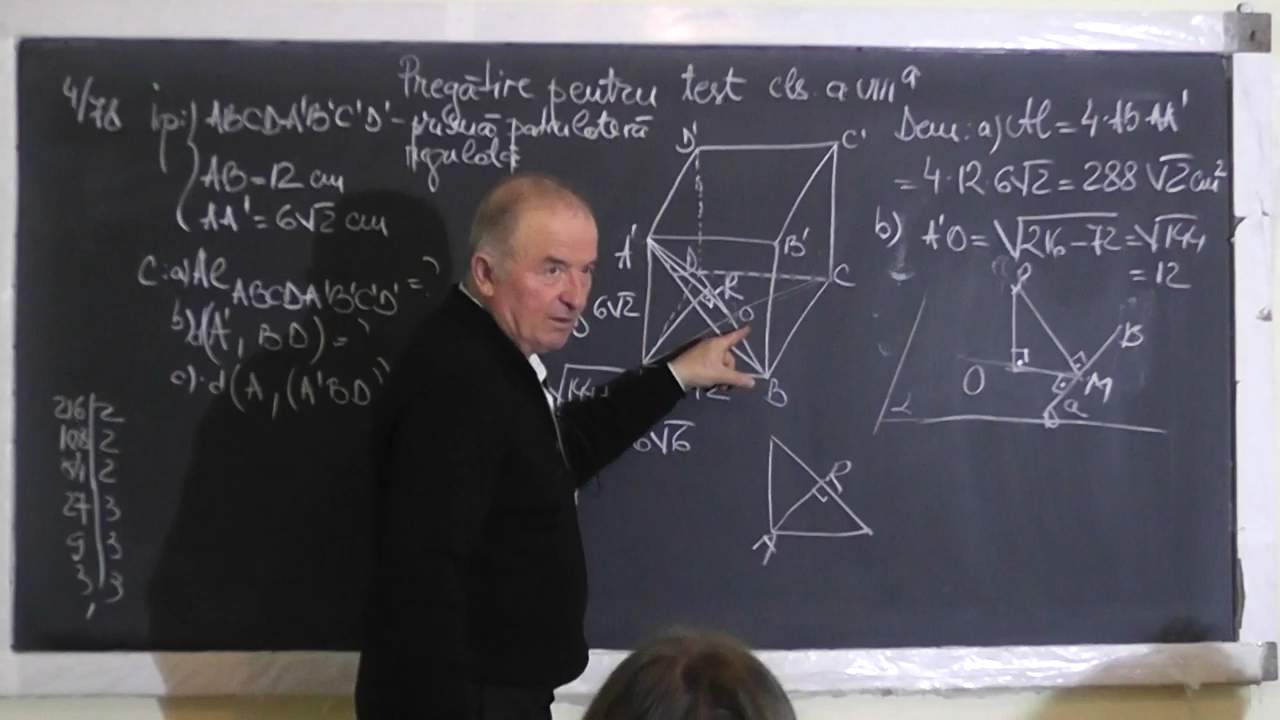 Pregătire pentru test cls. a VIII ª
4/78
ip: ABCDA'B'C'D' - prismă patrulateră
regulată
AB = 12 cm
AA' = 6√2 cm
C: a) Al ABCDA'B'C'D' = ?
b) d(A', BD) = ?
c) d(A, (A'BD))
216 2
108 2
54 2
27 3
9 3
3 3
1
D' C'
A' B'
D R C
6√2 O
B
12
6√6
R
A
Dem: a) Al = 4·AB·AA'
= 4·12·6√2 = 288√2 cm²
b) A'O = √216-72 = √144
= 12
P
B
O M
a
α